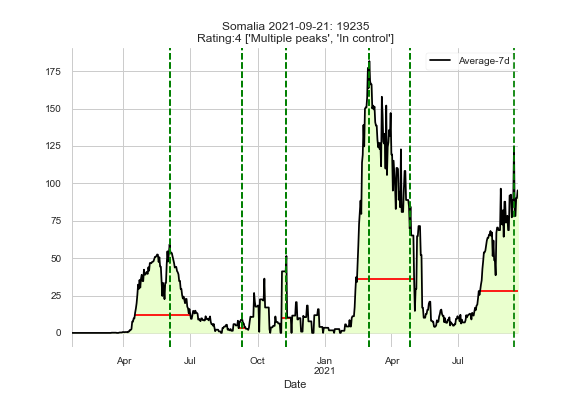 Somalia 2021-09-21: 19235
Rating:4 ['Multiple peaks', 'In control']
Average-7d
175
150
125
100
75
50
25
0
Apr Jul Oct Jan Apr Jul
2021
Date